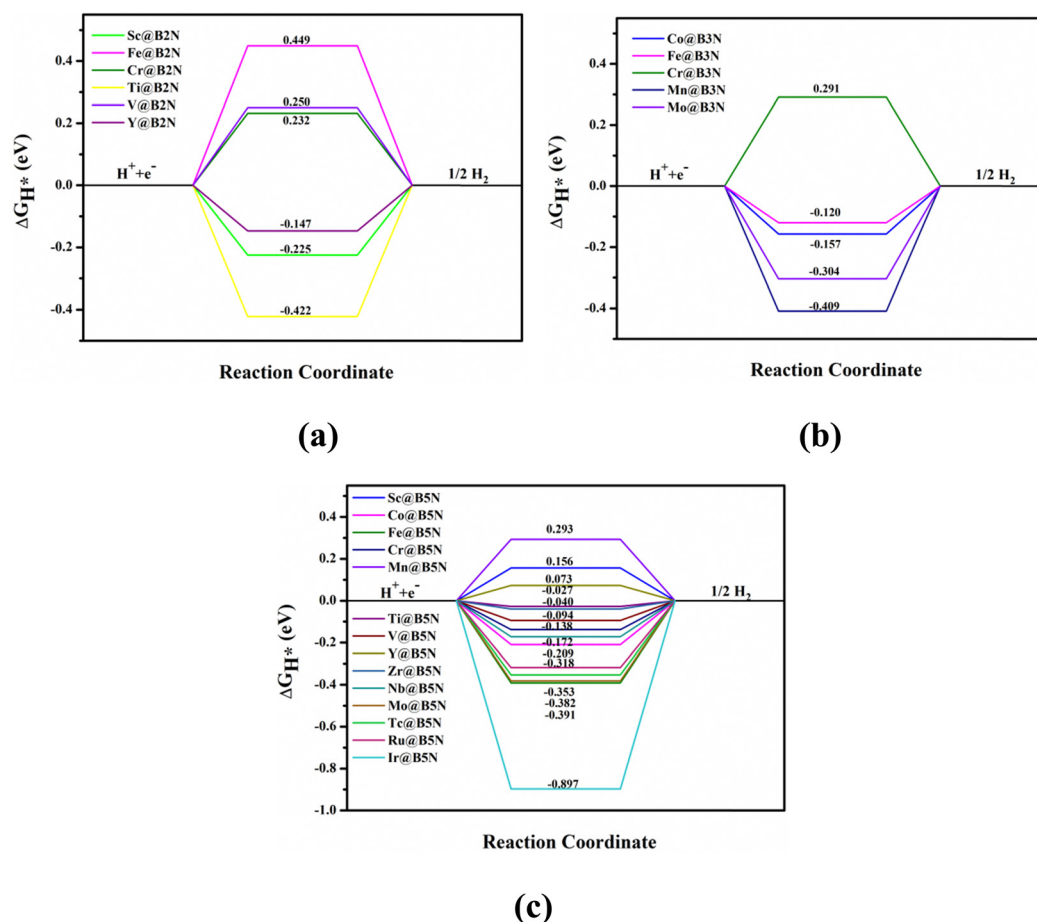 Sc@B2N
Fe@B2N
Cr@B2N
Ti@B2N
V@B2N
Y@B2N
0.449
0.250
0.232
H⁺+e⁻
1/2 H₂
-0.147
-0.225
-0.422
0.4
0.2
0.0
-0.2
-0.4
ΔG_H* (eV)
Reaction Coordinate
(a)
Co@B3N
Fe@B3N
Cr@B3N
Mn@B3N
Mo@B3N
0.291
H⁺+e⁻
1/2 H₂
-0.120
-0.157
-0.304
-0.409
0.4
0.2
0.0
-0.2
-0.4
ΔG_H* (eV)
Reaction Coordinate
(b)
Sc@B5N
Co@B5N
Fe@B5N
Cr@B5N
Mn@B5N
H⁺+e⁻
1/2 H₂
Ti@B5N
V@B5N
Y@B5N
Zr@B5N
Nb@B5N
Mo@B5N
Tc@B5N
Ru@B5N
Ir@B5N
0.293
0.156
0.073
-0.027
-0.040
-0.094
-0.138
-0.172
-0.209
-0.318
-0.353
-0.382
-0.391
-0.897
0.4
0.2
0.0
-0.2
-0.4
-0.6
-0.8
-1.0
ΔG_H* (eV)
Reaction Coordinate
(c)